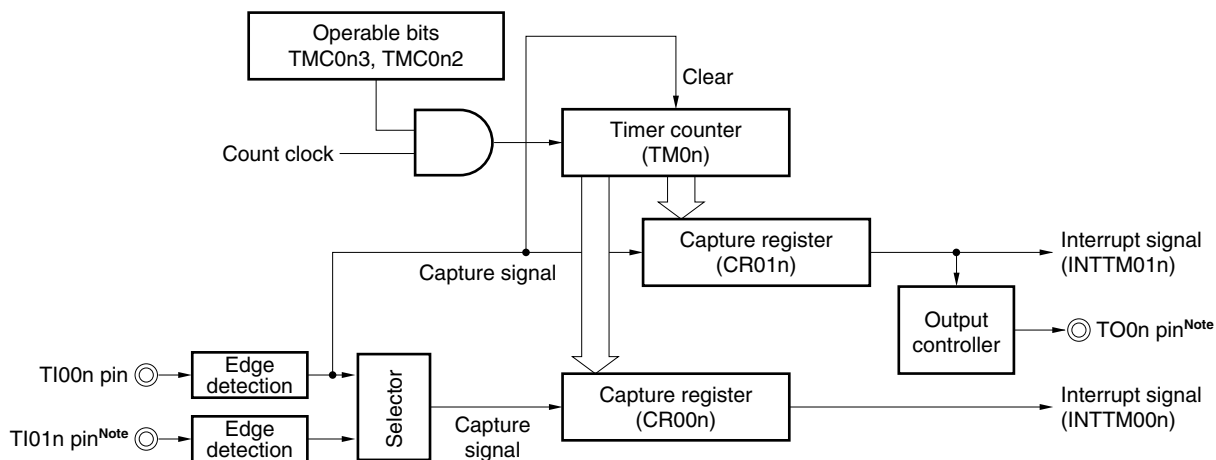 Operable bits
TMC0n3, TMC0n2
Clear
Timer counter
(TM0n)
Count clock
Capture register
(CR01n)
Interrupt signal
(INTTM01n)
Capture signal
Output
controller
TO0n pinNote
TI00n pin
Edge
detection
Selector
Capture register
(CR00n)
Interrupt signal
(INTTM00n)
TI01n pinNote
Edge
detection
Capture
signal